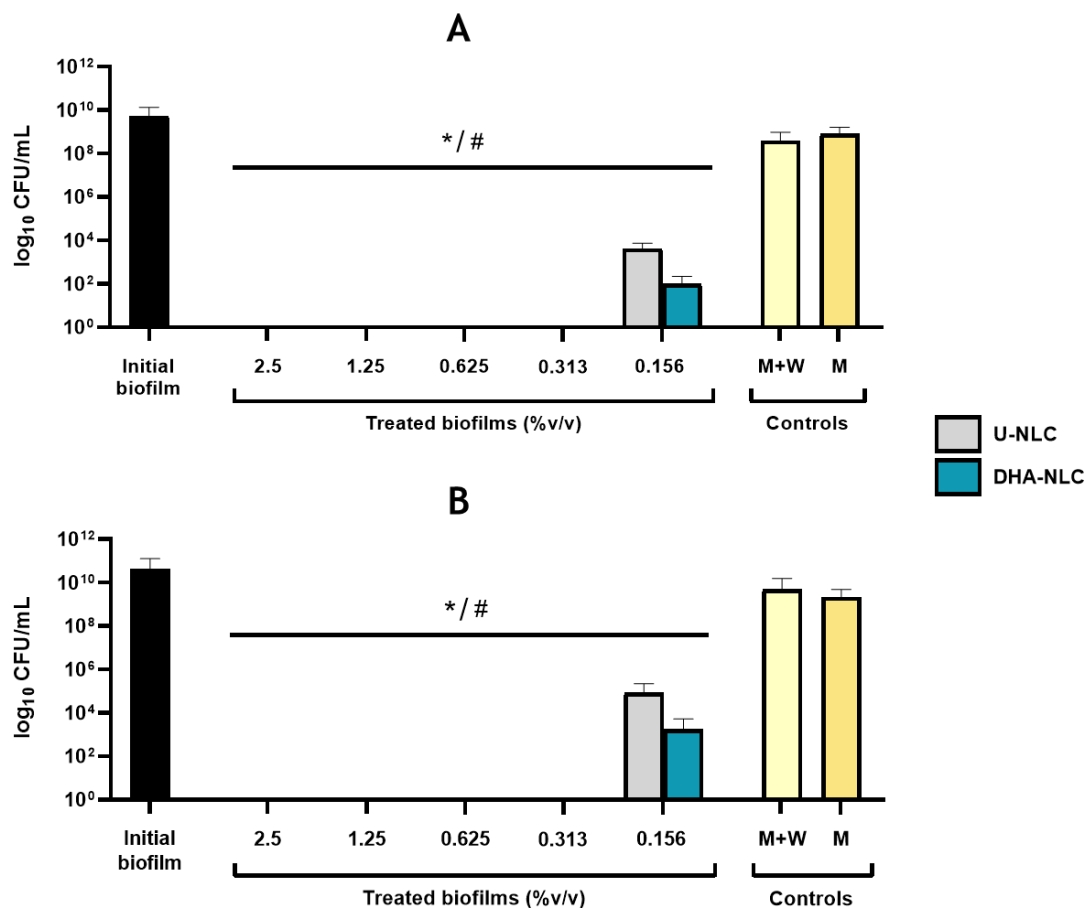 A
10¹²
10¹⁰
10⁸
10⁶
10⁴
10²
10⁰
log₁₀ CFU/mL
*/ #
Initial
biofilm
2.5 1.25 0.625 0.313 0.156 M+W M
Treated biofilms (%v/v) Controls
U-NLC
DHA-NLC
B
10¹²
10¹⁰
10⁸
10⁶
10⁴
10²
10⁰
log₁₀ CFU/mL
*/ #
Initial
biofilm
2.5 1.25 0.625 0.313 0.156 M+W M
Treated biofilms (%v/v) Controls